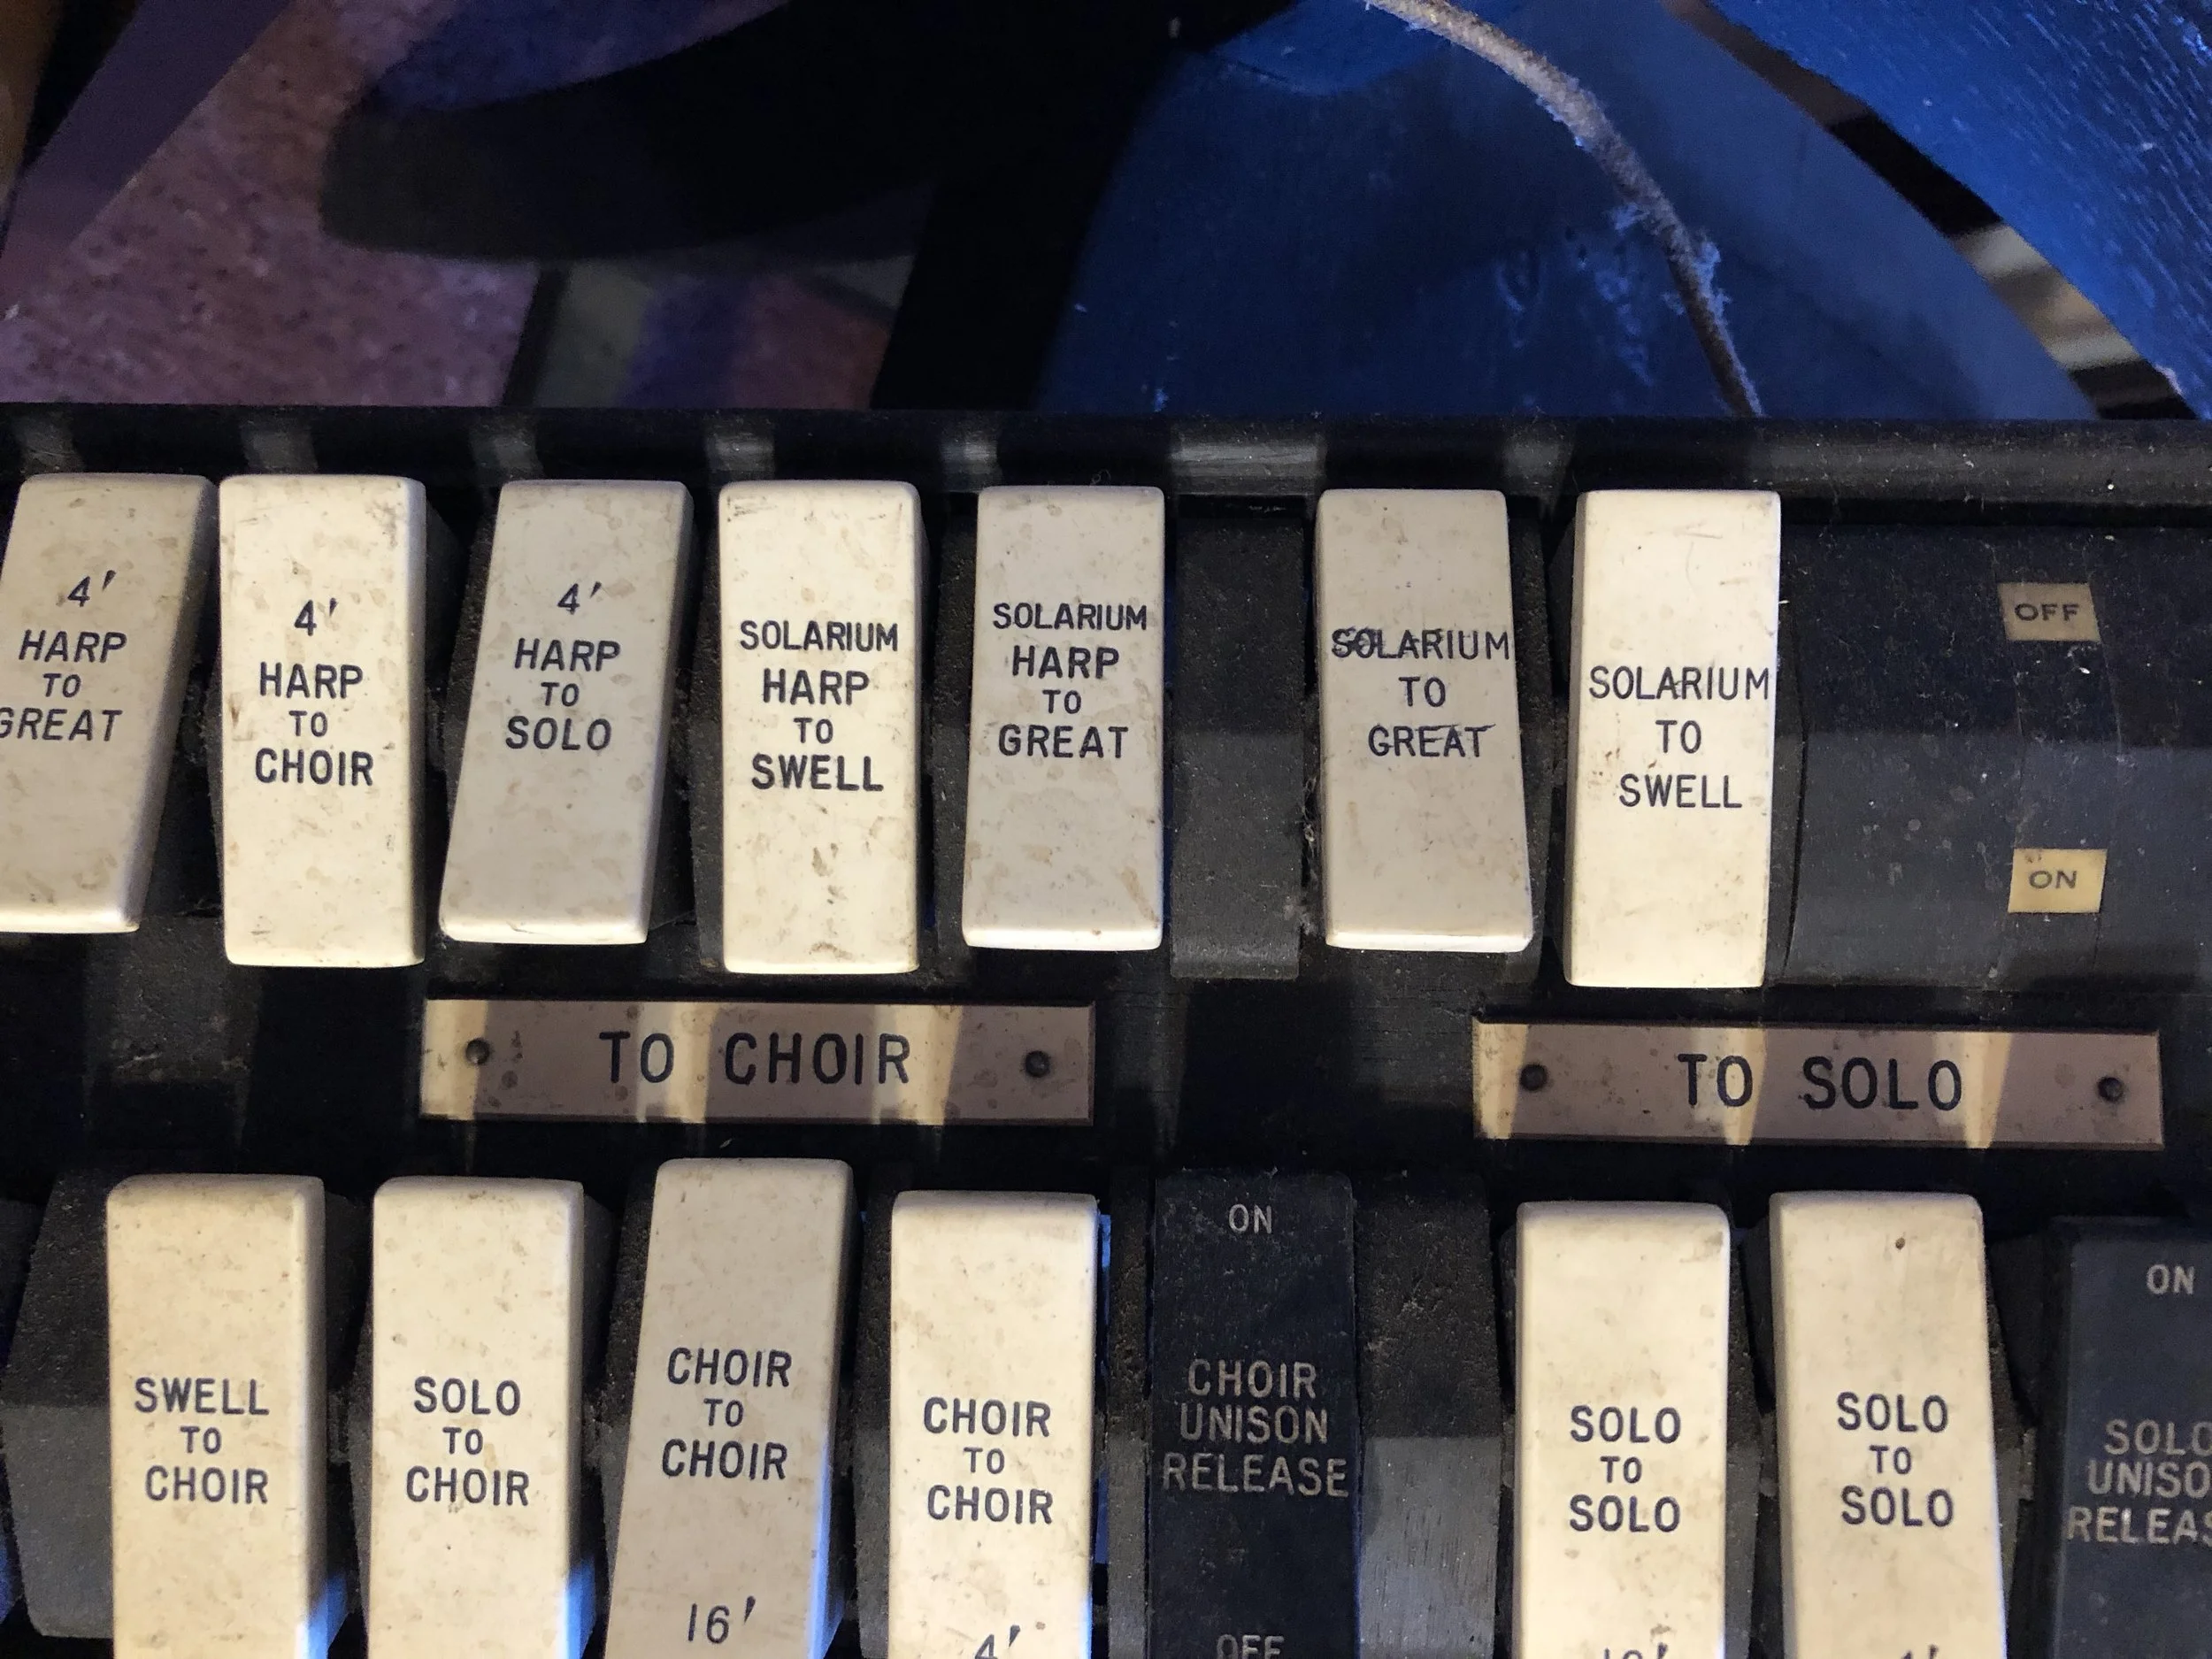 4'
HARP
TO
GREAT
4'
HARP
TO
CHOIR
4'
HARP
TO
SOLO
SOLARIUM
HARP
TO
SWELL
SOLARIUM
HARP
TO
GREAT
SOLARIUM
TO
GREAT
SOLARIUM
TO
SWELL
OFF
ON
TO CHOIR
TO SOLO
SWELL
TO
CHOIR
SOLO
TO
CHOIR
CHOIR
TO
CHOIR
16'
CHOIR
TO
CHOIR
4'
ON
CHOIR
UNISON
RELEASE
OFF
SOLO
TO
SOLO
SOLO
TO
SOLO
ON